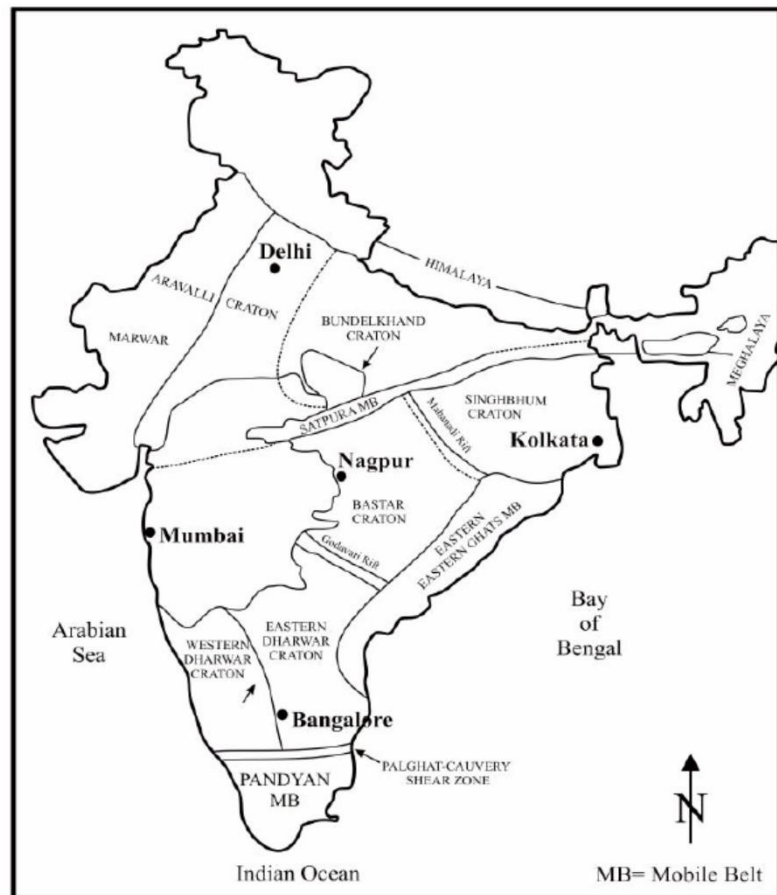 Delhi
HIMALAYA
ARAVALLI
CRATON
MARWAR
BUNDELKHAND
CRATON
MEGHALAYA
SATPURA MB
SINGHBHUM
CRATON
Mahanadi Rift
Kolkata
Nagpur
BASTAR
CRATON
Mumbai
EASTERN
EASTERN GHATS MB
Godavari Rift
Bay
of
Bengal
Arabian
Sea
EASTERN
DHARWAR
CRATON
WESTERN
DHARWAR
CRATON
Bangalore
PALGHAT-CAUVERY
SHEAR ZONE
PANDYAN
MB
N
Indian Ocean
MB= Mobile Belt